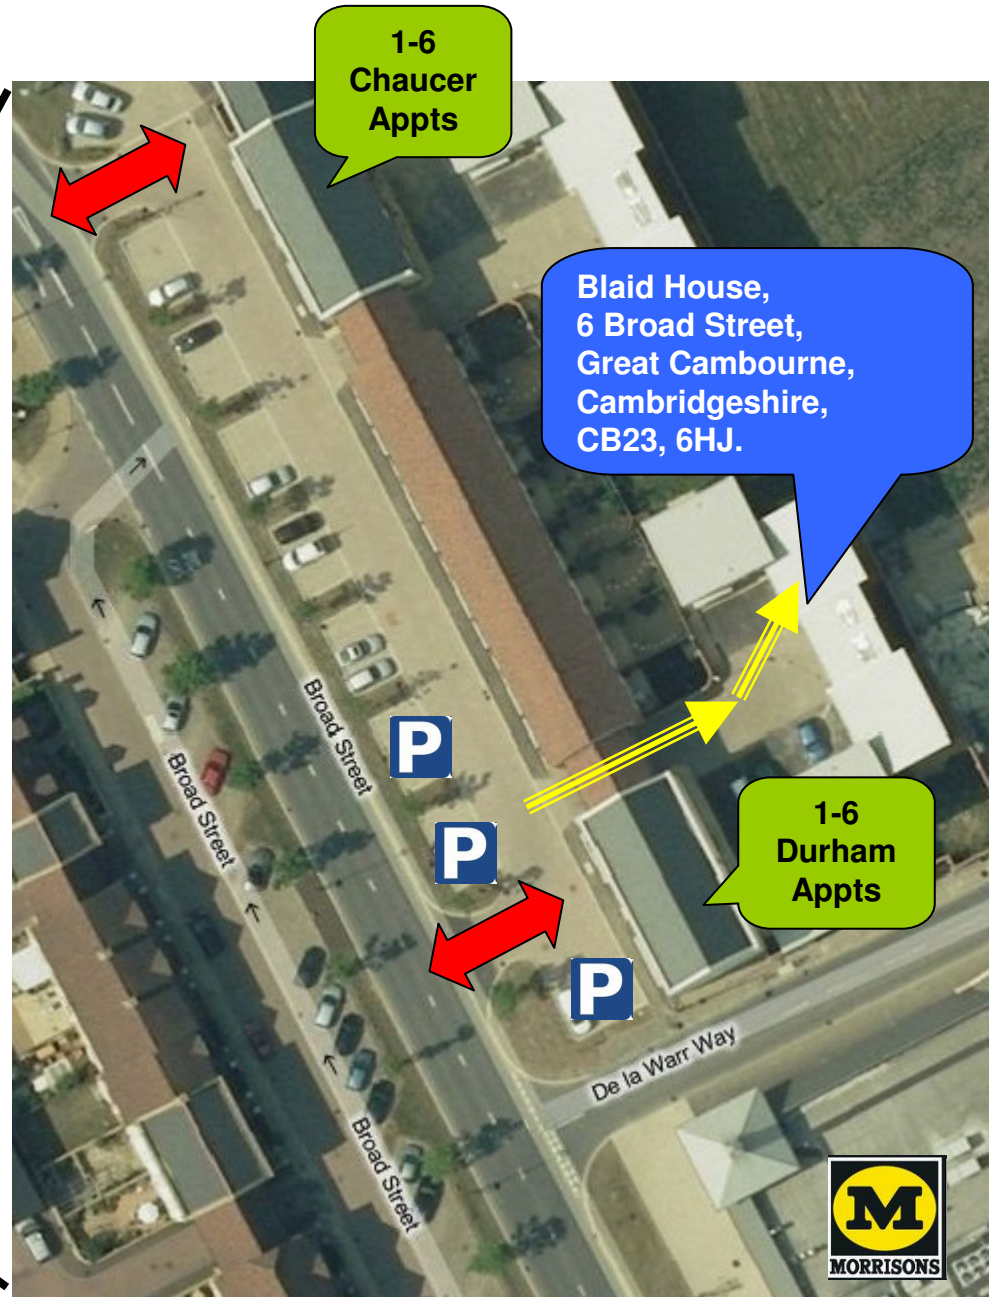 1-6
Chaucer
Appts
Blaid House,
6 Broad Street,
Great Cambourne,
Cambridgeshire,
CB23, 6HJ.
Broad Street
Broad Street
P
P
1-6
Durham
Appts
P
De la Warr Way
Broad Street
M
MORRISONS